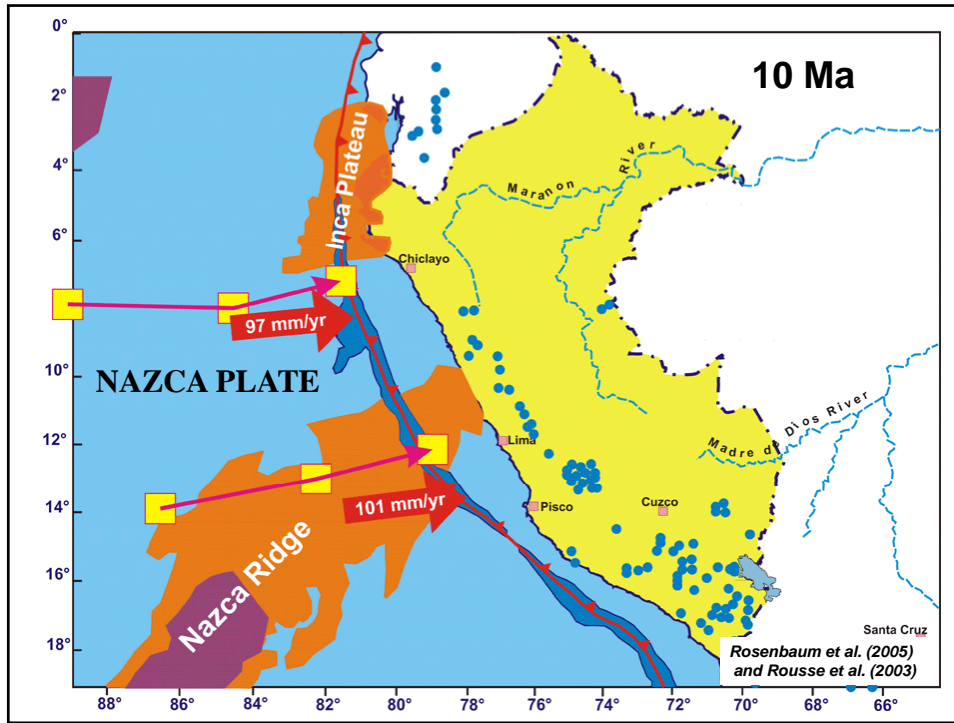 0°
10 Ma
2°
4°
Inca Plateau
Maranon River
6°
Chiclayo
97 mm/yr
10°
NAZCA PLATE
12°
Lima
Madre de Dìos River
101 mm/yr
14°
Pisco
Cuzco
16°
Nazca Ridge
18°
Santa Cruz
Rosenbaum et al. (2005)
and Rousse et al. (2003)
88° 86° 84° 82° 80° 78° 76° 74° 72° 70° 68° 66°